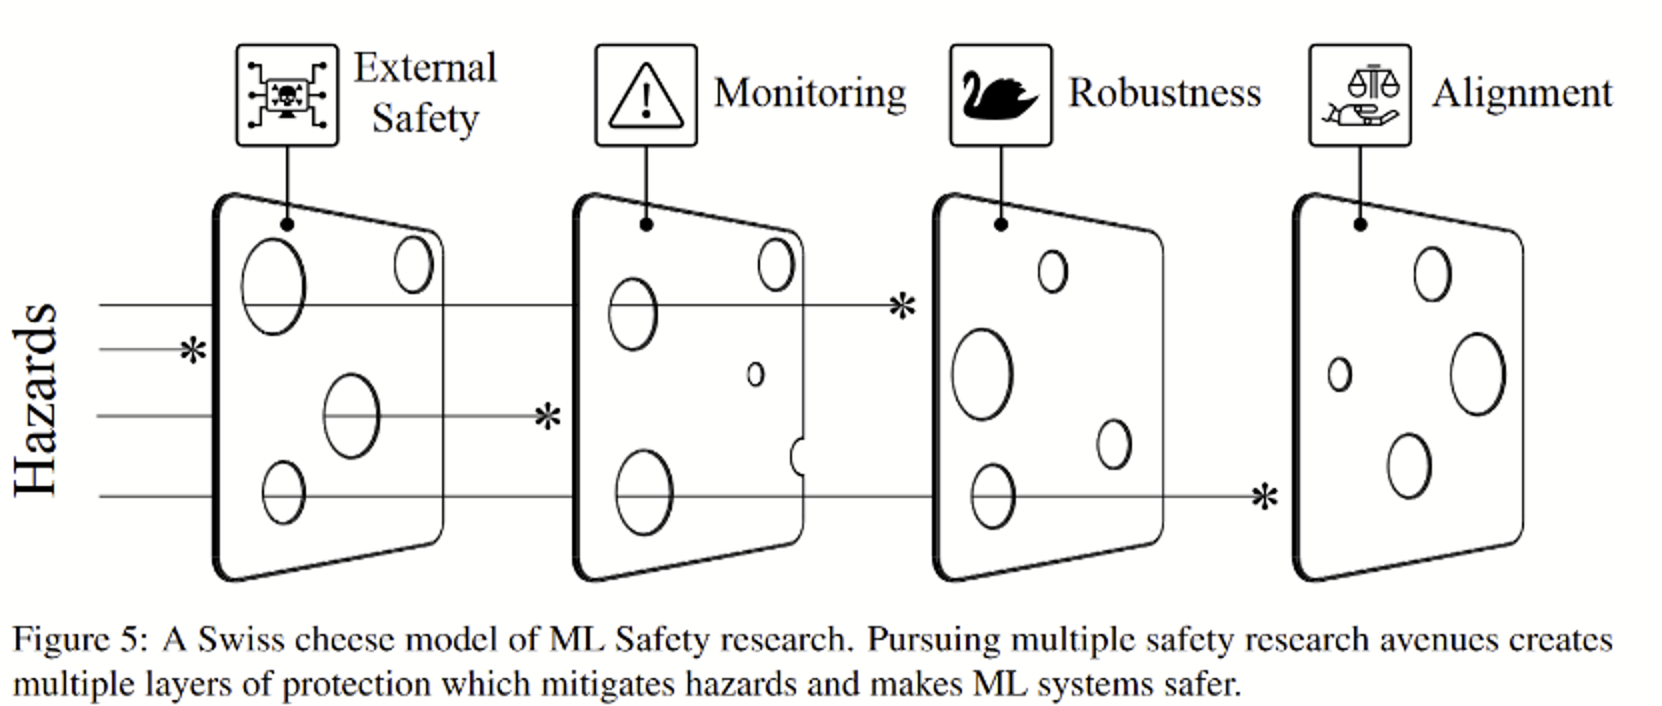 External
Safety
Monitoring
Robustness
Alignment
Hazards
Figure 5: A Swiss cheese model of ML Safety research. Pursuing multiple safety research avenues creates
multiple layers of protection which mitigates hazards and makes ML systems safer.